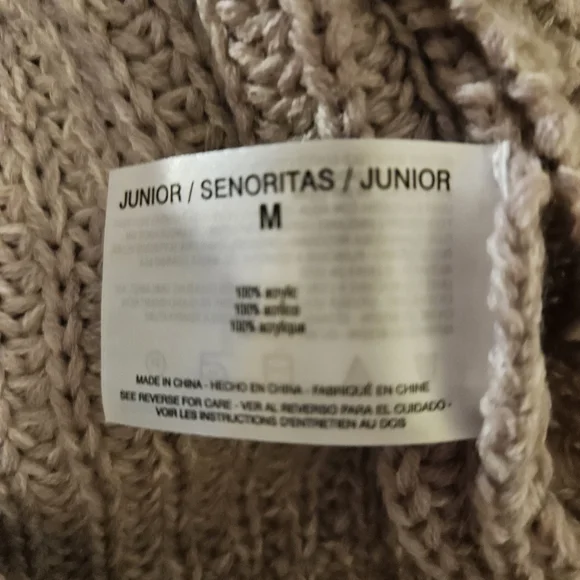 JUNIOR / SENORITAS / JUNIOR
M
100% acrylic
100% acrílico
100% acrylique
MADE IN CHINA - HECHO EN CHINA - FABRIQUÉ EN CHINE
SEE REVERSE FOR CARE - VER AL REVERSO PARA EL CUIDADO -
VOIR LES INSTRUCTIONS D'ENTRETIEN AU DOS